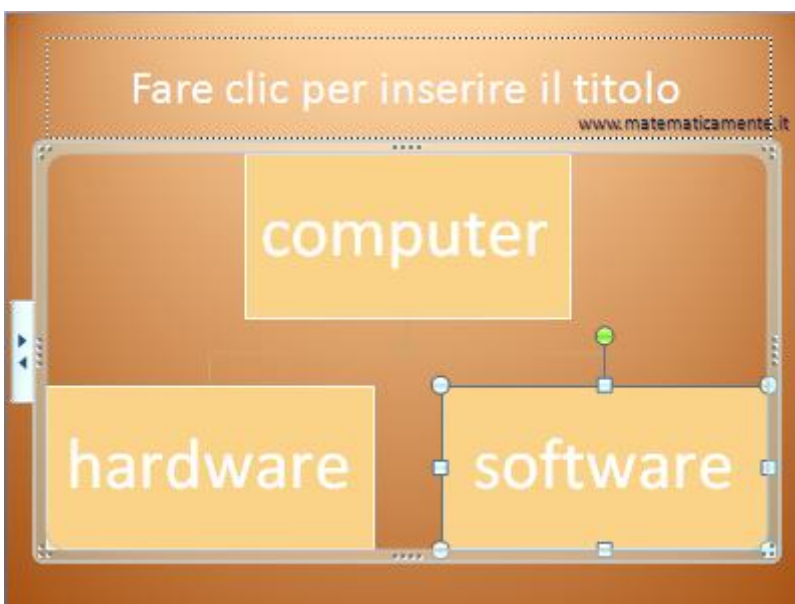 Fare clic per inserire il titolo
www.matematicamente.it
computer
hardware
software